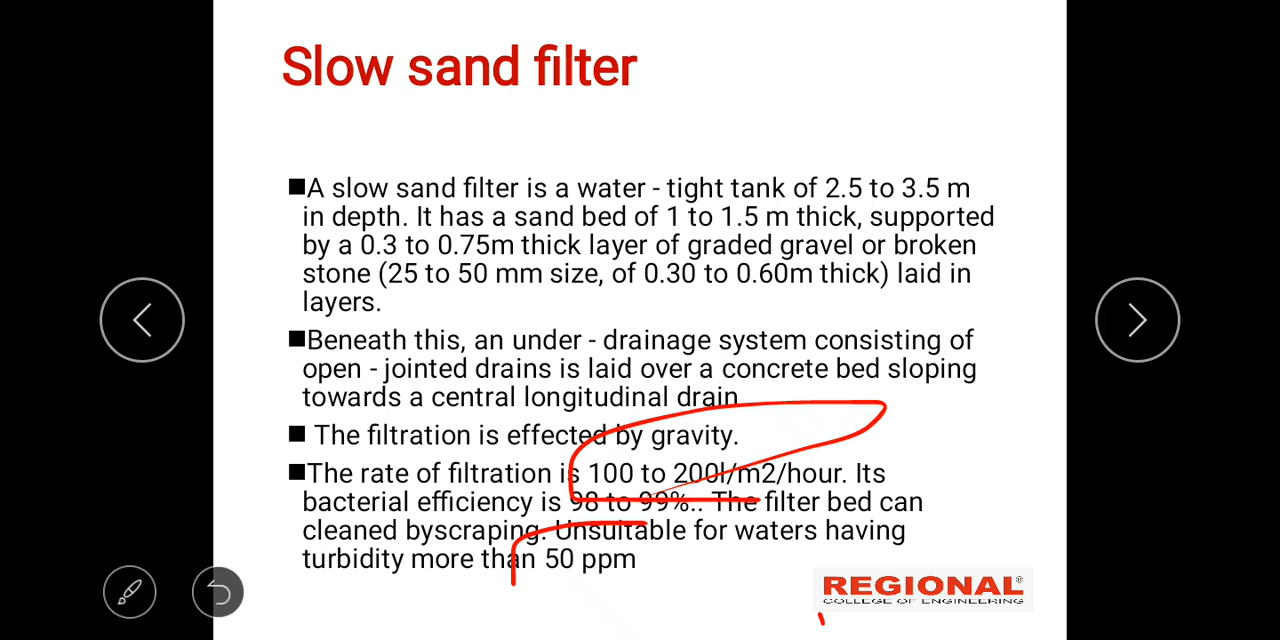 Slow sand filter
■A slow sand filter is a water - tight tank of 2.5 to 3.5 m
in depth. It has a sand bed of 1 to 1.5 m thick, supported
by a 0.3 to 0.75m thick layer of graded gravel or broken
stone (25 to 50 mm size, of 0.30 to 0.60m thick) laid in
layers.
■Beneath this, an under - drainage system consisting of
open - jointed drains is laid over a concrete bed sloping
towards a central longitudinal drain
■ The filtration is effected by gravity.
■The rate of filtration is 100 to 200l/m2/hour. Its
bacterial efficiency is 98 to 99%.. The filter bed can
cleaned byscraping. Unsuitable for waters having
turbidity more than 50 ppm
REGIONAL®
COLLEGE OF ENGINEERING